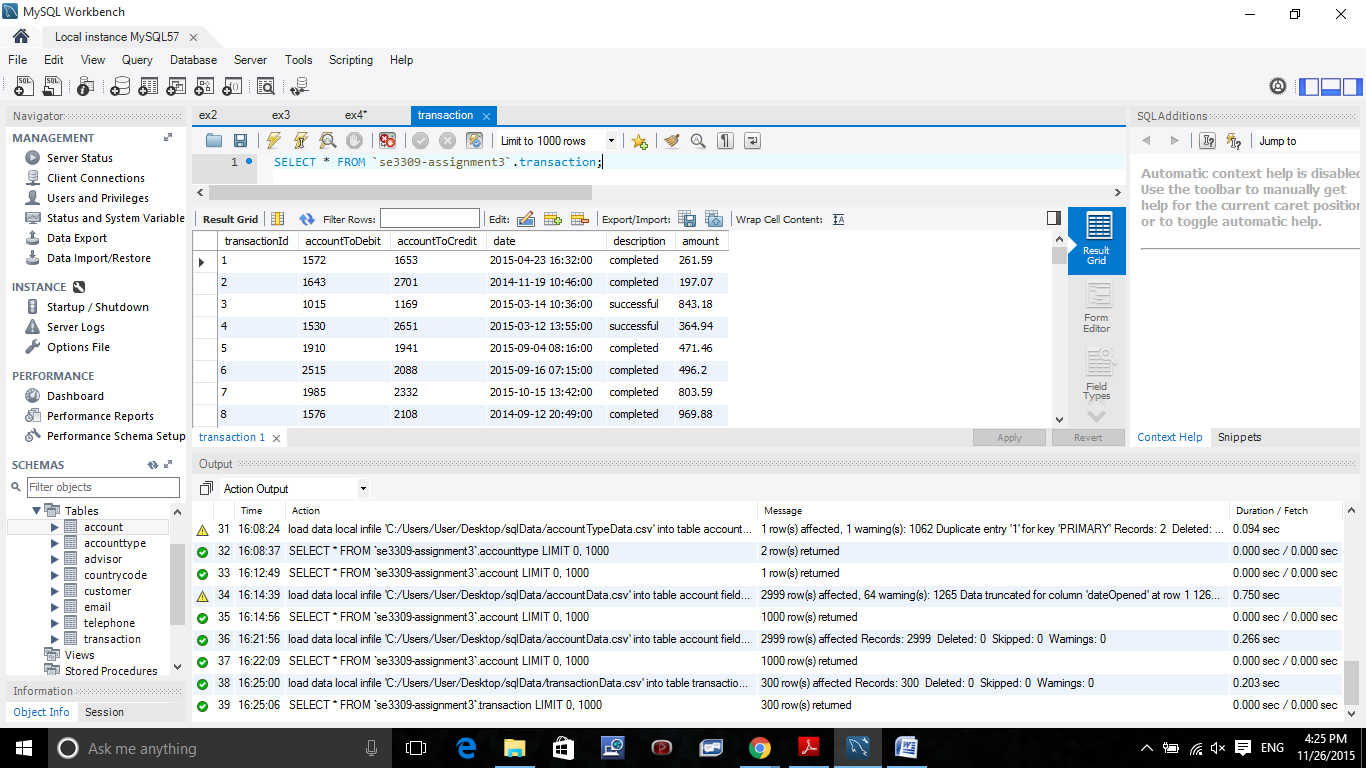 MySQL Workbench
Local instance MySQL57
File Edit View Query Database Server Tools Scripting Help
Navigator
MANAGEMENT
Server Status
Client Connections
Users and Privileges
Status and System Variable
Data Export
Data Import/Restore
INSTANCE
Startup / Shutdown
Server Logs
Options File
PERFORMANCE
Dashboard
Performance Reports
Performance Schema Setup
SCHEMAS
Filter objects
Tables
account
accounttype
advisor
countrycode
customer
email
telephone
transaction
Views
Stored Procedures
Information
Object Info Session
ex2 ex3 ex4* transaction
Limit to 1000 rows
1 SELECT * FROM `se3309-assignment3`.transaction;
Result Grid Filter Rows: Edit: Export/Import: Wrap Cell Content:
transactionId accountToDebit accountToCredit date description amount
1 1572 1653 2015-04-23 16:32:00 completed 261.59
2 1643 2701 2014-11-19 10:46:00 completed 197.07
3 1015 1169 2015-03-14 10:36:00 successful 843.18
4 1530 2651 2015-03-12 13:55:00 successful 364.94
5 1910 1941 2015-09-04 08:16:00 completed 471.46
6 2515 2088 2015-09-16 07:15:00 completed 496.2
7 1985 2332 2015-10-15 13:42:00 completed 803.59
8 1576 2108 2014-09-12 20:49:00 completed 969.88
Result
Grid
Form
Editor
Field
Types
transaction 1 Apply Revert
SQLAdditions
Jump to
Automatic context help is disabled
Use the toolbar to manually get
help for the current caret position
or to toggle automatic help.
Context Help Snippets
Output
Action Output
Time Action Message Duration / Fetch
31 16:08:24 load data local infile 'C:/Users/User/Desktop/sqlData/accountTypeData.csv' into table account... 1 row(s) affected, 1 warning(s): 1062 Duplicate entry '1' for key 'PRIMARY' Records: 2 Deleted: ... 0.094 sec
32 16:08:37 SELECT * FROM `se3309-assignment3`.accounttype LIMIT 0, 1000 2 row(s) returned 0.000 sec / 0.000 sec
33 16:12:49 SELECT * FROM `se3309-assignment3`.account LIMIT 0, 1000 1 row(s) returned 0.000 sec / 0.000 sec
34 16:14:39 load data local infile 'C:/Users/User/Desktop/sqlData/accountData.csv' into table account field... 2999 row(s) affected, 64 warning(s): 1265 Data truncated for column 'dateOpened' at row 1 126... 0.750 sec
35 16:14:56 SELECT * FROM `se3309-assignment3`.account LIMIT 0, 1000 1000 row(s) returned 0.000 sec / 0.000 sec
36 16:21:56 load data local infile 'C:/Users/User/Desktop/sqlData/accountData.csv' into table account field... 2999 row(s) affected Records: 2999 Deleted: 0 Skipped: 0 Warnings: 0 0.266 sec
37 16:22:09 SELECT * FROM `se3309-assignment3`.account LIMIT 0, 1000 1000 row(s) returned 0.000 sec / 0.000 sec
38 16:25:00 load data local infile 'C:/Users/User/Desktop/sqlData/transactionData.csv' into table transactio... 300 row(s) affected Records: 300 Deleted: 0 Skipped: 0 Warnings: 0 0.203 sec
39 16:25:06 SELECT * FROM `se3309-assignment3`.transaction LIMIT 0, 1000 300 row(s) returned 0.000 sec / 0.000 sec
Ask me anything
ENG
4:25 PM
11/26/2015